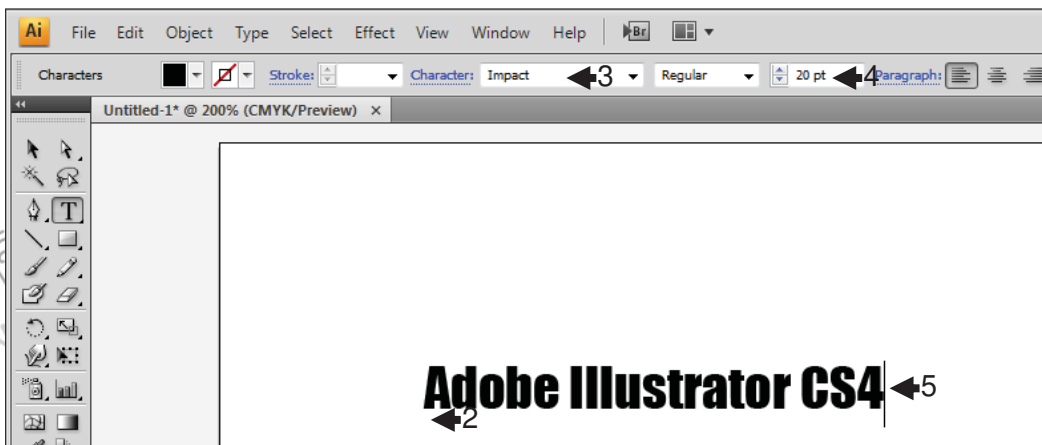 Ai File Edit Object Type Select Effect View Window Help Br
Characters Stroke: Character: Impact 3 Regular 20 pt 4 Paragraph:
Untitled-1* @ 200% (CMYK/Preview) ×
T
Adobe Illustrator CS4 5
2